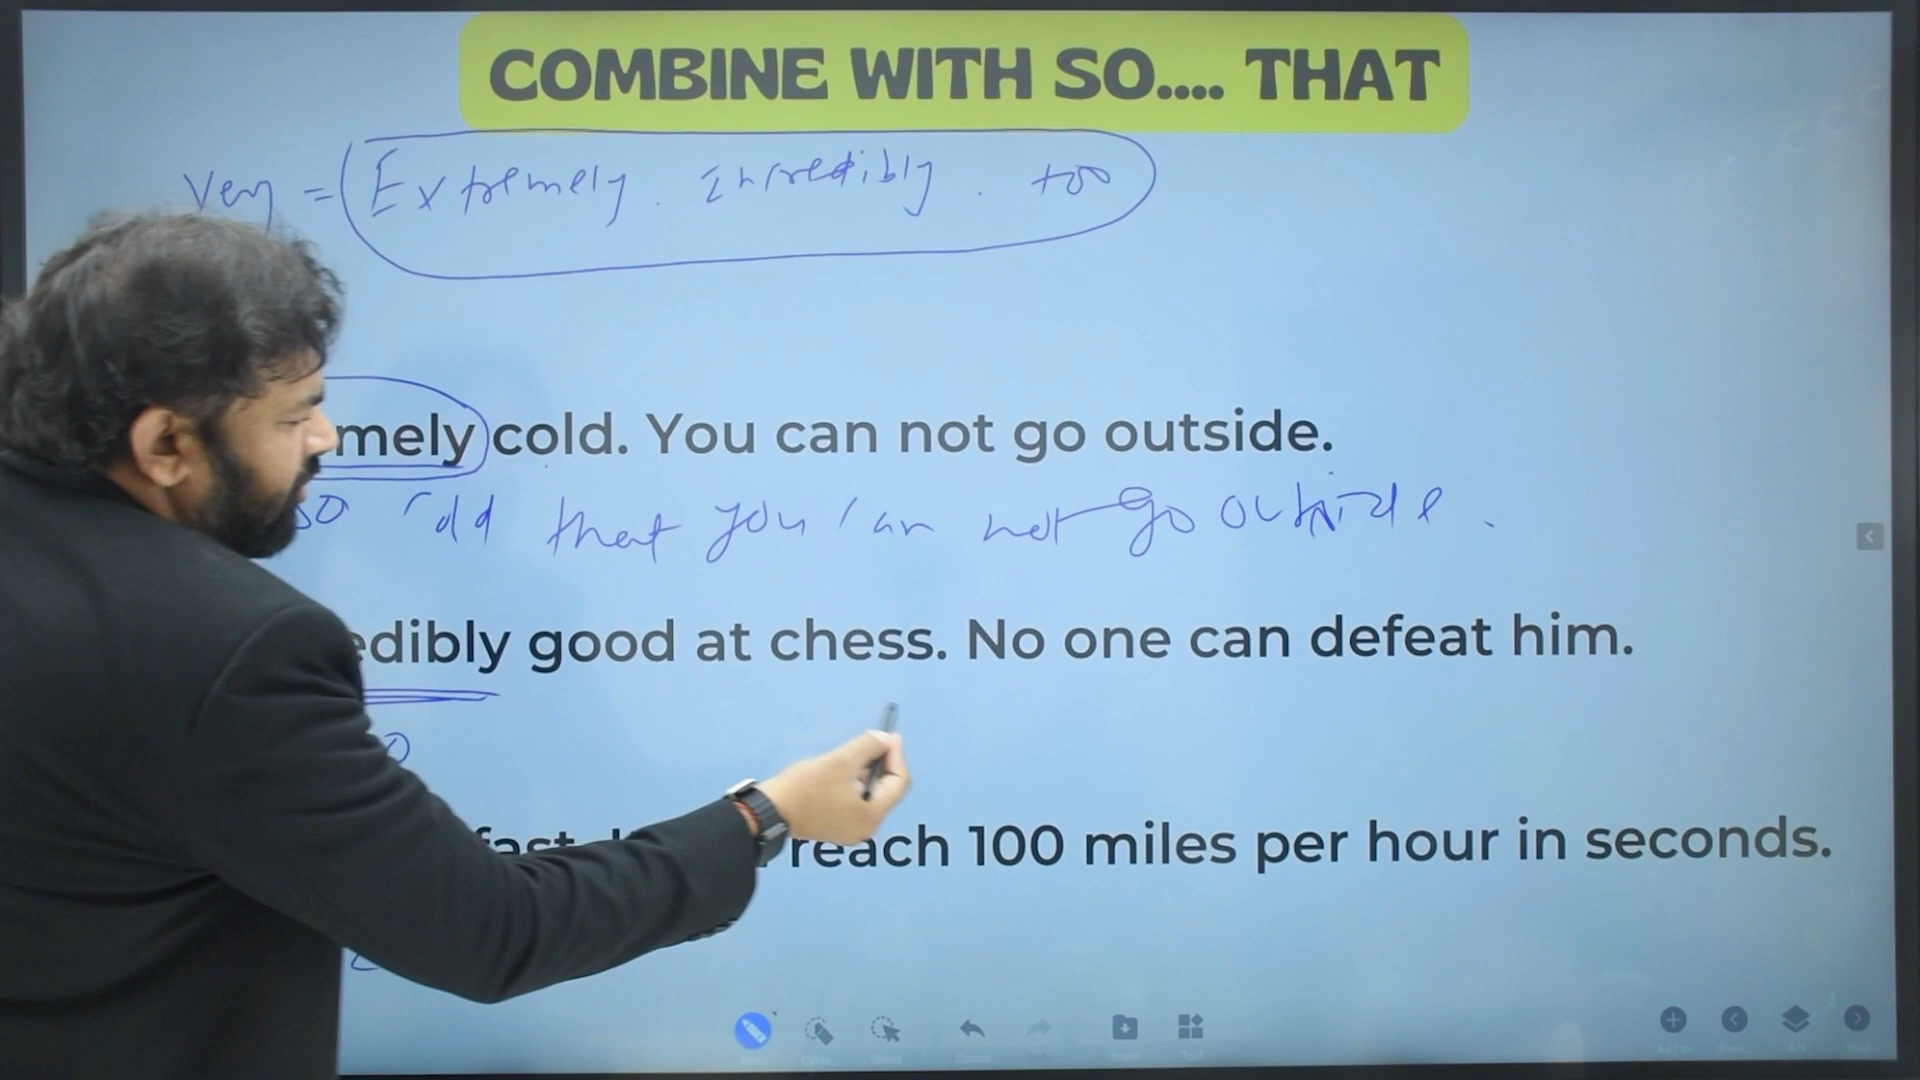 COMBINE WITH SO.... THAT
Very = Extremely . Incredibly . too
mely cold. You can not go outside.
so cold that you can not go outside .
edibly good at chess. No one can defeat him.
fast. reach 100 miles per hour in seconds.